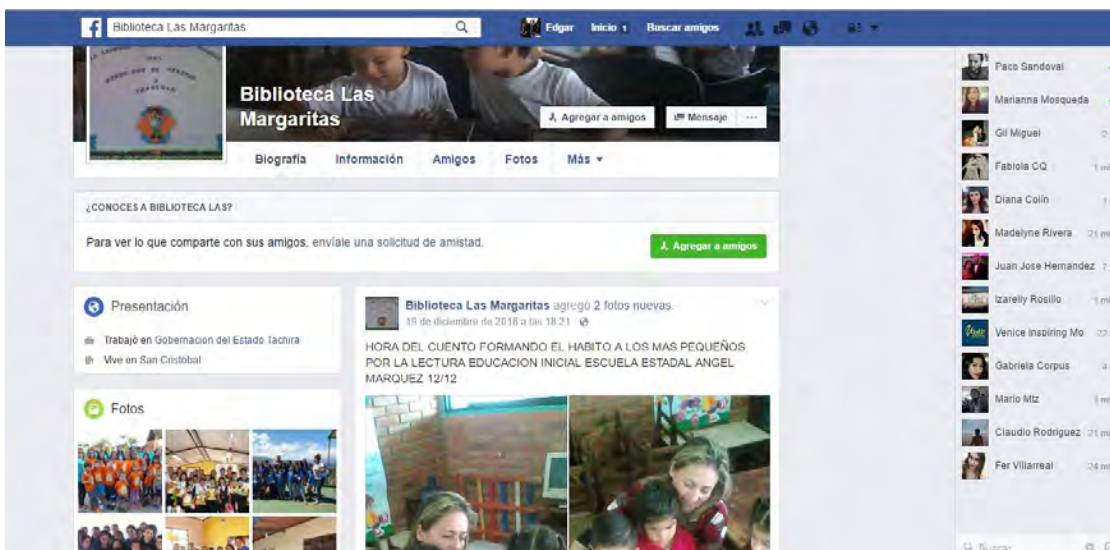 Biblioteca Las Margaritas
Edgar Inicio 1 Buscar amigos
Biblioteca Las
Margaritas
Agregar a amigos Mensaje ...
Biografía Información Amigos Fotos Más
¿CONOCES A BIBLIOTECA LAS?
Para ver lo que comparte con sus amigos, envíale una solicitud de amistad.
Agregar a amigos
Presentación
Trabajó en Gobernacion del Estado Tachira
Vive en San Cristóbal
Fotos
Biblioteca Las Margaritas agregó 2 fotos nuevas.
19 de diciembre de 2016 a las 18:21
HORA DEL CUENTO FORMANDO EL HABITO A LOS MAS PEQUEÑOS
POR LA LECTURA EDUCACION INICIAL ESCUELA ESTADAL ANGEL
MARQUEZ 12/12
Paco Sandoval
Marianna Mosqueda
Gil Miguel
Fabiola CQ
Diana Colín
Madelyne Rivera 21
Juan Jose Hernandez
Izarelly Rosillo
Venice Inspiring Mo
Gabriela Corpus
Mario Mtz
Claudio Rodriguez 21
Fer Villarreal 24
Buscar